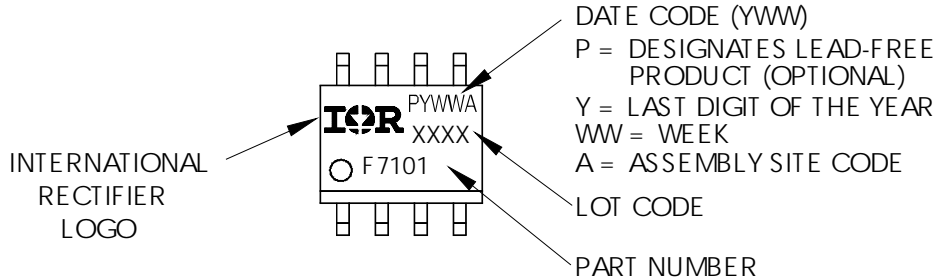 DATE CODE (YWW)
P = DESIGNATES LEAD-FREE
PRODUCT (OPTIONAL)
Y = LAST DIGIT OF THE YEAR
WW = WEEK
A = ASSEMBLY SITE CODE
LOT CODE
PART NUMBER
INTERNATIONAL
RECTIFIER
LOGO
IOR
PYWWA
XXXX
F7101